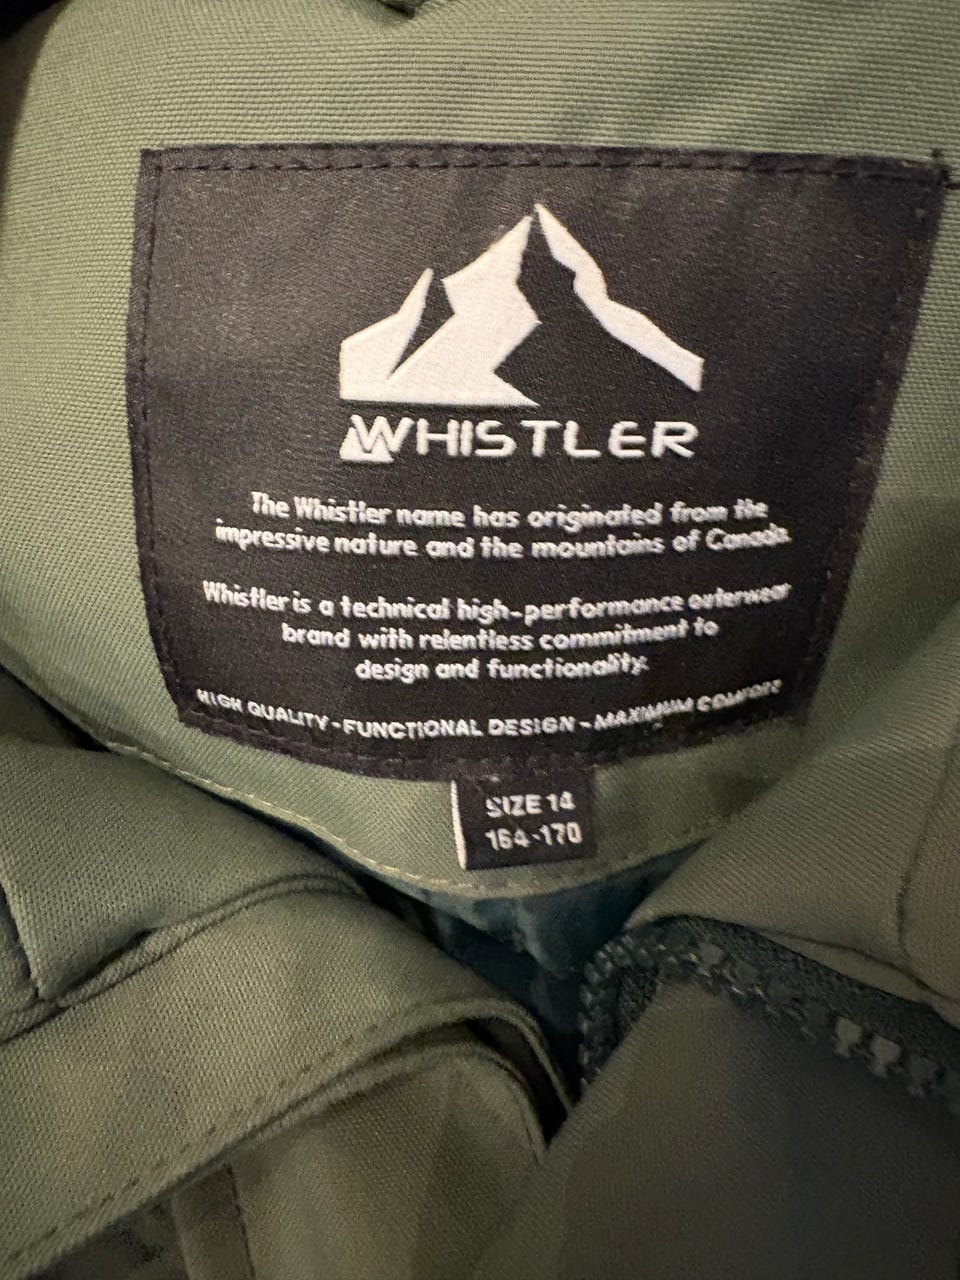 WHISTLER
The Whistler name has originated from the
impressive nature and the mountains of Canada.
Whistler is a technical high-performance outerwear
brand with relentless commitment to
design and functionality.
HIGH QUALITY - FUNCTIONAL DESIGN - MAXIMUM COMFORT
SIZE 14
164-170